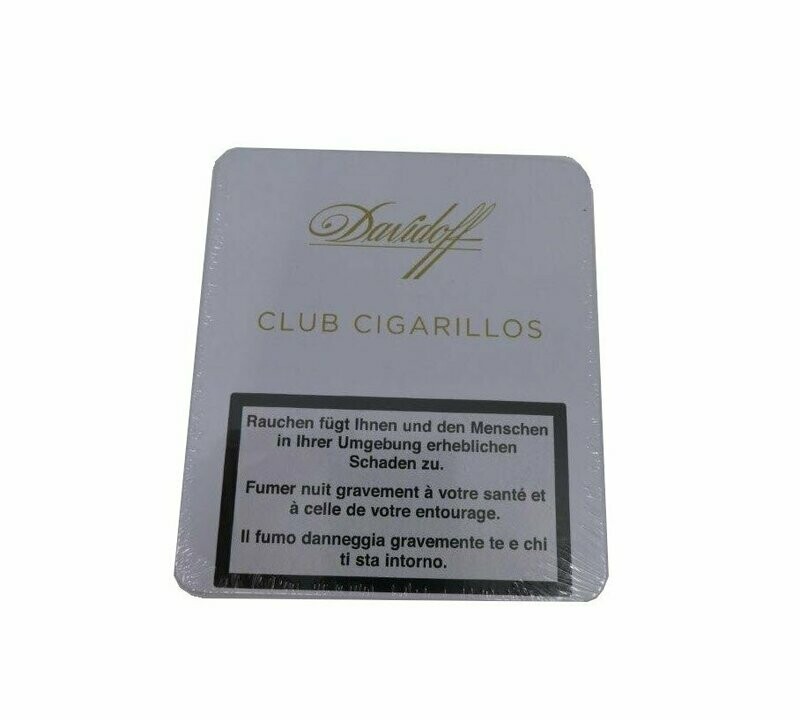 Davidoff
CLUB CIGARILLOS
Rauchen fügt Ihnen und den Menschen
in Ihrer Umgebung erheblichen
Schaden zu.
Fumer nuit gravement à votre santé et
à celle de votre entourage.
Il fumo danneggia gravemente te e chi
ti sta intorno.